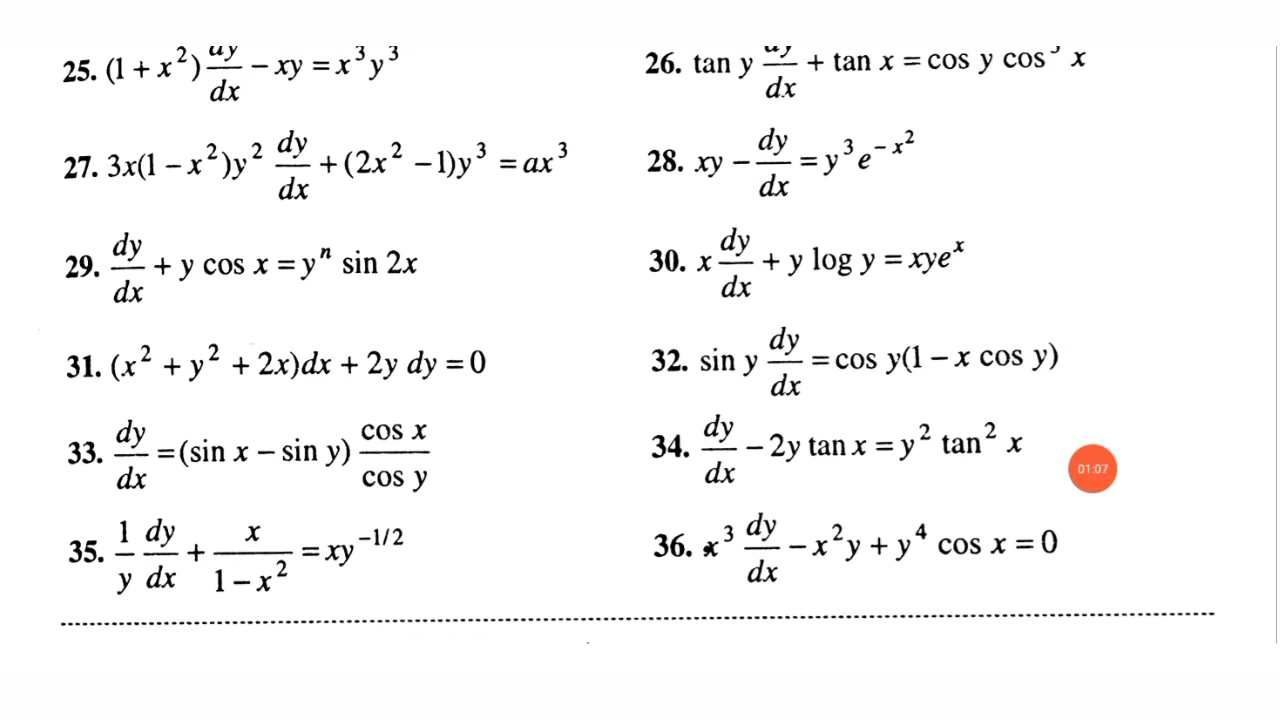 25. (1 + x²) dy/dx − xy = x³y³
26. tan y dy/dx + tan x = cos y cos³ x
27. 3x(1 − x²)y² dy/dx + (2x² − 1)y³ = ax³
28. xy − dy/dx = y³e^(−x²)
29. dy/dx + y cos x = yⁿ sin 2x
30. x dy/dx + y log y = xyeˣ
31. (x² + y² + 2x)dx + 2y dy = 0
32. sin y dy/dx = cos y(1 − x cos y)
33. dy/dx = (sin x − sin y) cos x/cos y
34. dy/dx − 2y tan x = y² tan² x
01:07
35. 1/y dy/dx + x/(1 − x²) = xy^(−1/2)
36. x³ dy/dx − x²y + y⁴ cos x = 0